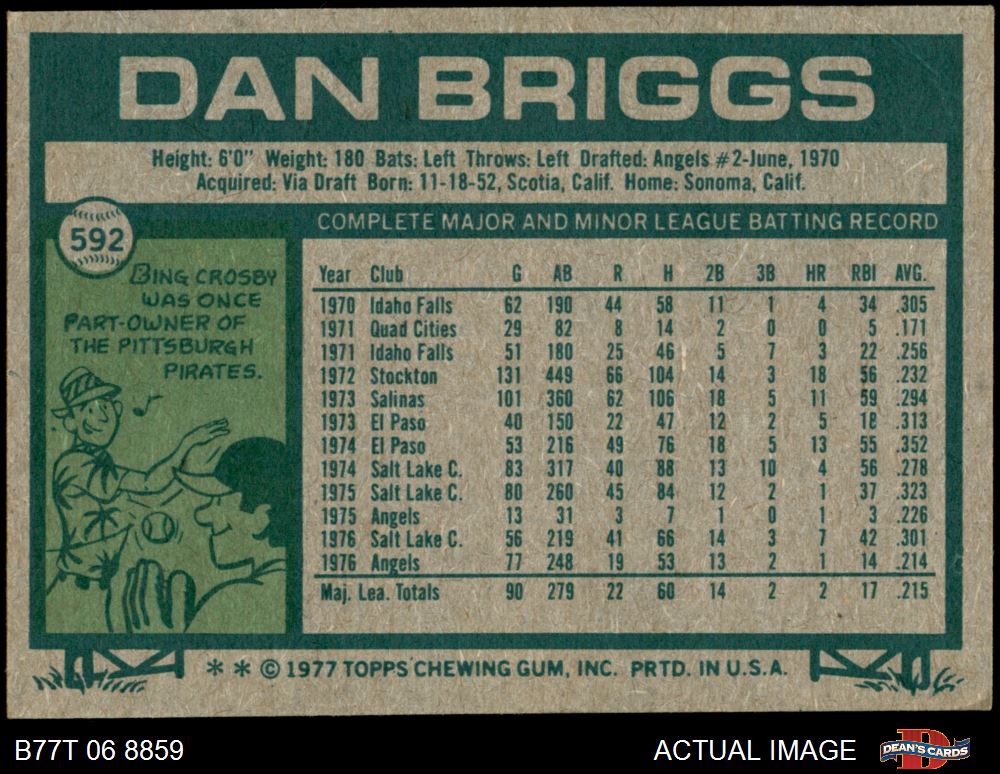 DAN BRIGGS
Height: 6'0" Weight: 180 Bats: Left Throws: Left Drafted: Angels #2-June, 1970
Acquired: Via Draft Born: 11-18-52, Scotia, Calif. Home: Sonoma, Calif.
592
BING CROSBY
WAS ONCE
PART-OWNER OF
THE PITTSBURGH
PIRATES.
COMPLETE MAJOR AND MINOR LEAGUE BATTING RECORD
Year Club G AB R H 2B 3B HR RBI AVG.
1970 Idaho Falls 62 190 44 58 11 1 4 34 .305
1971 Quad Cities 29 82 8 14 2 0 0 5 .171
1971 Idaho Falls 51 180 25 46 5 7 3 22 .256
1972 Stockton 131 449 66 104 14 3 18 56 .232
1973 Salinas 101 360 62 106 18 5 11 59 .294
1973 El Paso 40 150 22 47 12 2 5 18 .313
1974 El Paso 53 216 49 76 18 5 13 55 .352
1974 Salt Lake C. 83 317 40 88 13 10 4 56 .278
1975 Salt Lake C. 80 260 45 84 12 2 1 37 .323
1975 Angels 13 31 3 7 1 0 1 3 .226
1976 Salt Lake C. 56 219 41 66 14 3 7 42 .301
1976 Angels 77 248 19 53 13 2 1 14 .214
Maj. Lea. Totals 90 279 22 60 14 2 2 17 .215
* * © 1977 TOPPS CHEWING GUM, INC. PRTD. IN U.S.A.
B77T 06 8859 ACTUAL IMAGE DEAN'S CARDS